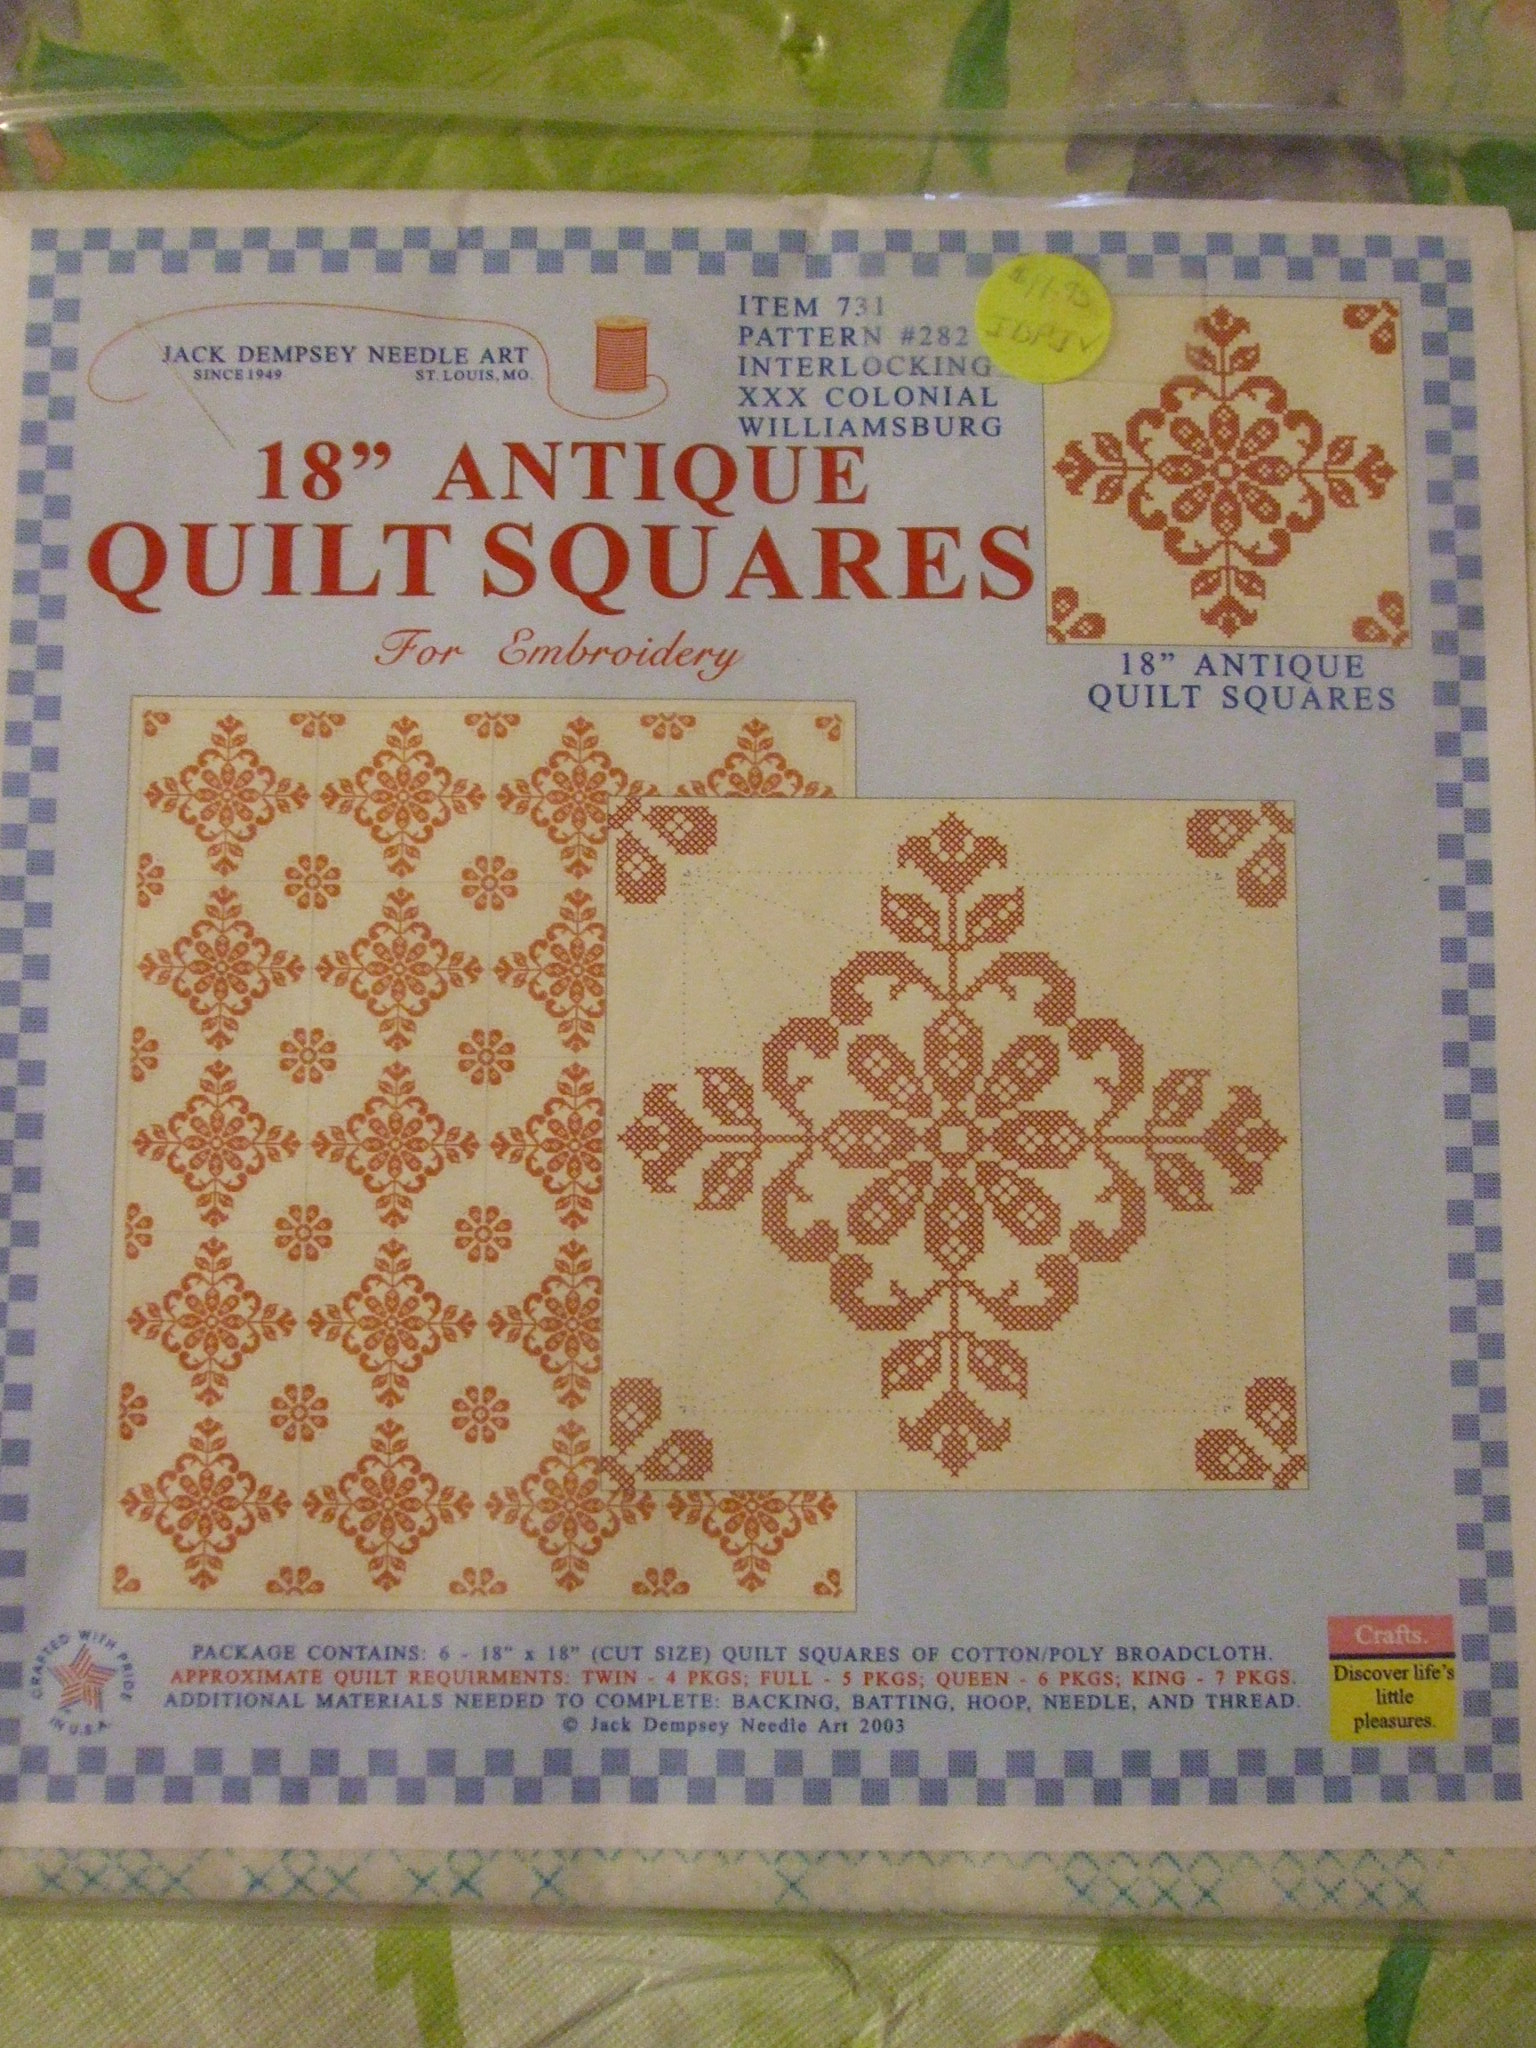 JACK DEMPSEY NEEDLE ART
SINCE 1949 ST. LOUIS, MO.
ITEM 731
PATTERN #282
INTERLOCKING
XXX COLONIAL
WILLIAMSBURG
18” ANTIQUE
QUILT SQUARES
For Embroidery
18” ANTIQUE
QUILT SQUARES
CRAFTED WITH PRIDE
IN U.S.A.
PACKAGE CONTAINS: 6 - 18" x 18" (CUT SIZE) QUILT SQUARES OF COTTON/POLY BROADCLOTH.
APPROXIMATE QUILT REQUIRMENTS: TWIN - 4 PKGS; FULL - 5 PKGS; QUEEN - 6 PKGS; KING - 7 PKGS.
ADDITIONAL MATERIALS NEEDED TO COMPLETE: BACKING, BATTING, HOOP, NEEDLE, AND THREAD.
© Jack Dempsey Needle Art 2003
Crafts.
Discover life's
little
pleasures.